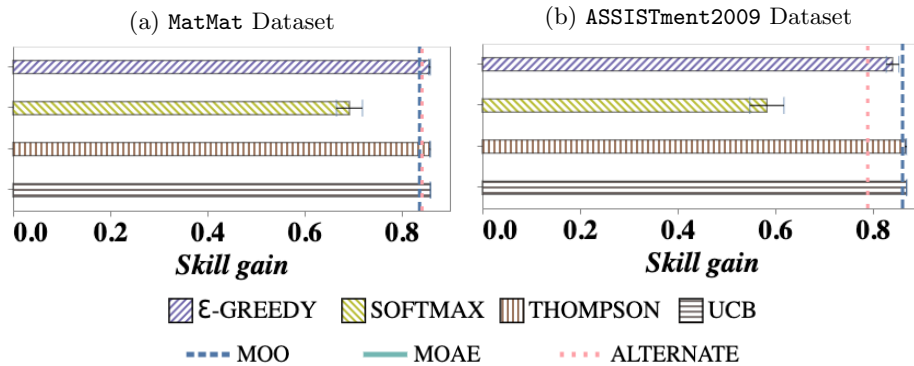 (a) MatMat Dataset
(b) ASSISTment2009 Dataset
0.0 0.2 0.4 0.6 0.8
Skill gain
0.0 0.2 0.4 0.6 0.8
Skill gain
Ɛ-GREEDY SOFTMAX THOMPSON UCB
MOO MOAE ALTERNATE